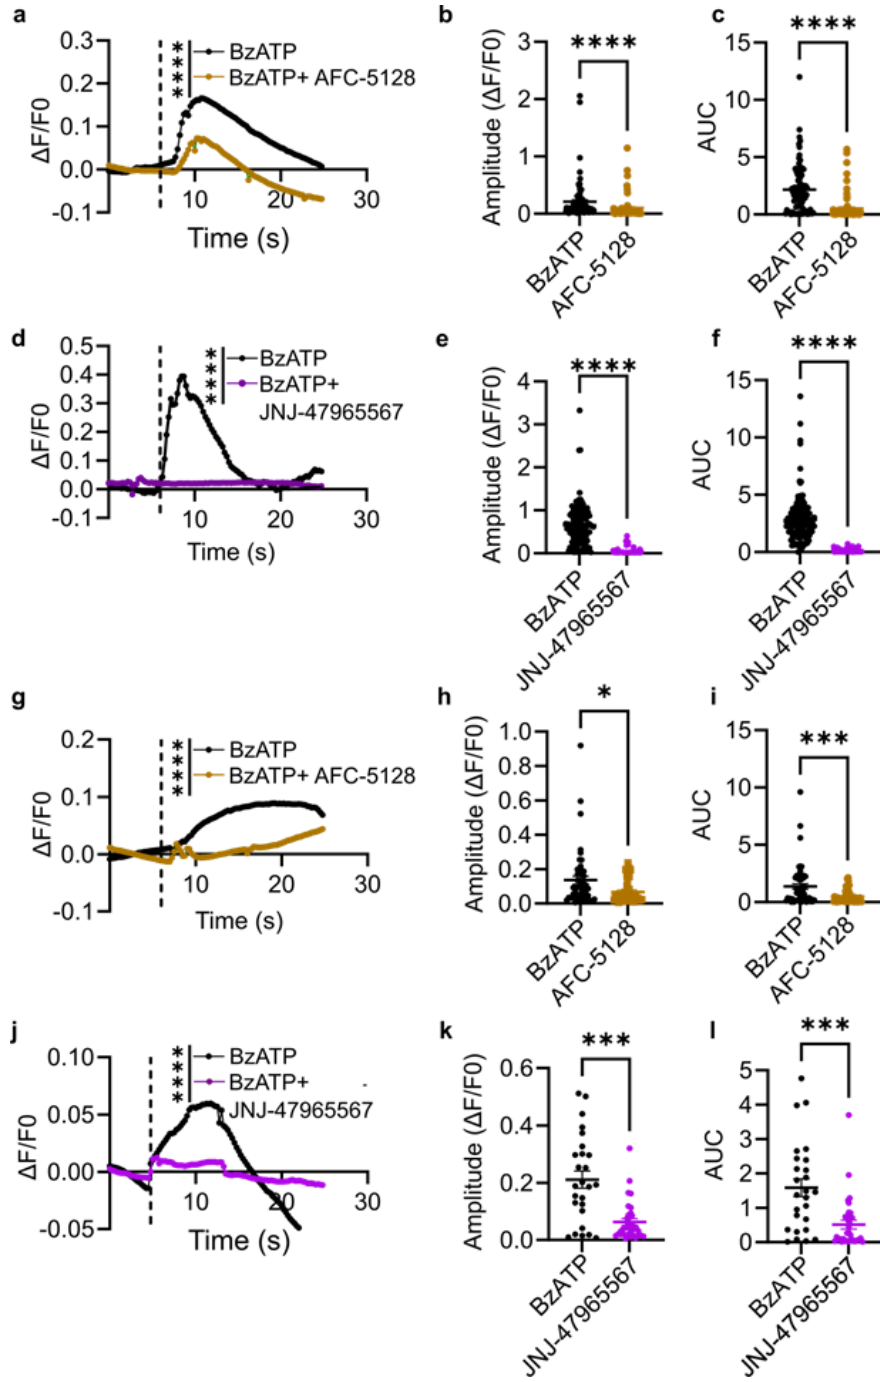 a
0.3
0.2
0.1
0.0
-0.1
ΔF/F0
****
BzATP
BzATP+ AFC-5128
10
20
30
Time (s)
b
****
3
2
1
0
Amplitude (ΔF/F0)
BzATP
AFC-5128
c
****
15
10
5
0
AUC
BzATP
AFC-5128
d
0.5
0.4
0.3
0.2
0.1
0.0
-0.1
ΔF/F0
****
BzATP
BzATP+
JNJ-47965567
10
20
30
Time (s)
e
****
4
3
2
1
0
Amplitude (ΔF/F0)
BzATP
JNJ-47965567
f
****
15
10
5
0
AUC
BzATP
JNJ-47965567
g
0.2
0.1
0.0
-0.1
ΔF/F0
****
BzATP
BzATP+ AFC-5128
10
20
30
Time (s)
h
*
1.0
0.8
0.6
0.4
0.2
0.0
Amplitude (ΔF/F0)
BzATP
AFC-5128
i
***
15
10
5
0
AUC
BzATP
AFC-5128
j
0.10
0.05
0.00
-0.05
ΔF/F0
****
BzATP
BzATP+ -
JNJ-47965567
10
20
30
Time (s)
k
***
0.6
0.4
0.2
0.0
Amplitude (ΔF/F0)
BzATP
JNJ-47965567
l
***
5
4
3
2
1
0
AUC
BzATP
JNJ-47965567